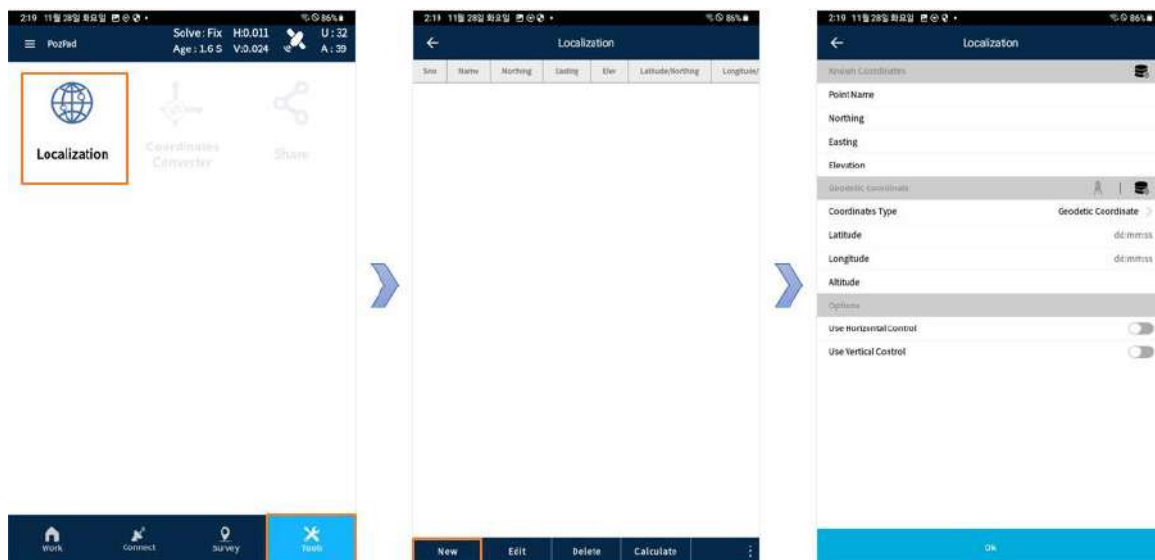 2:19 11월 28일 화요일
86%
PozPad
Solve: Fix H:0.011 U: 32
Age: 1.6 S V:0.024 A: 39
Localization
Coordinates
Converter
Share
Work
Connect
Survey
Tools
2:19 11월 28일 화요일
86%
Localization
Name
Northing
Easting
Elev
Latitude/Northing
Longitude/
New
Edit
Delete
Calculate
2:19 11월 28일 화요일
86%
Localization
Known Coordinates
Point Name
Northing
Easting
Elevation
Geodetic Coordinate
Coordinates Type
Geodetic Coordinate
Latitude
dd:mm:ss
Longitude
dd:mm:ss
Altitude
Options
Use Horizontal Control
Use Vertical Control
Ok